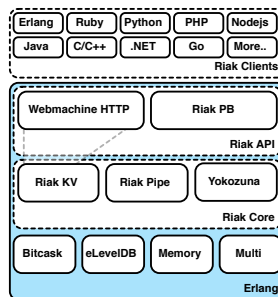 Erlang Ruby Python PHP Nodejs
Java C/C++ .NET Go More..
Riak Clients
Webmachine HTTP Riak PB
Riak API
Riak KV Riak Pipe Yokozuna
Riak Core
Bitcask eLevelDB Memory Multi
Erlang